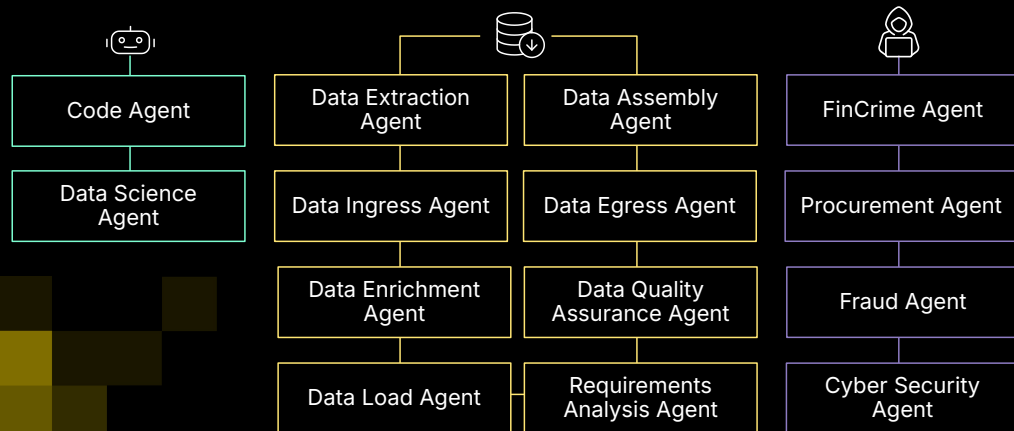 Code Agent
Data Science
Agent
Data Extraction
Agent
Data Ingress Agent
Data Enrichment
Agent
Data Load Agent
Data Assembly
Agent
Data Egress Agent
Data Quality
Assurance Agent
Requirements
Analysis Agent
FinCrime Agent
Procurement Agent
Fraud Agent
Cyber Security
Agent